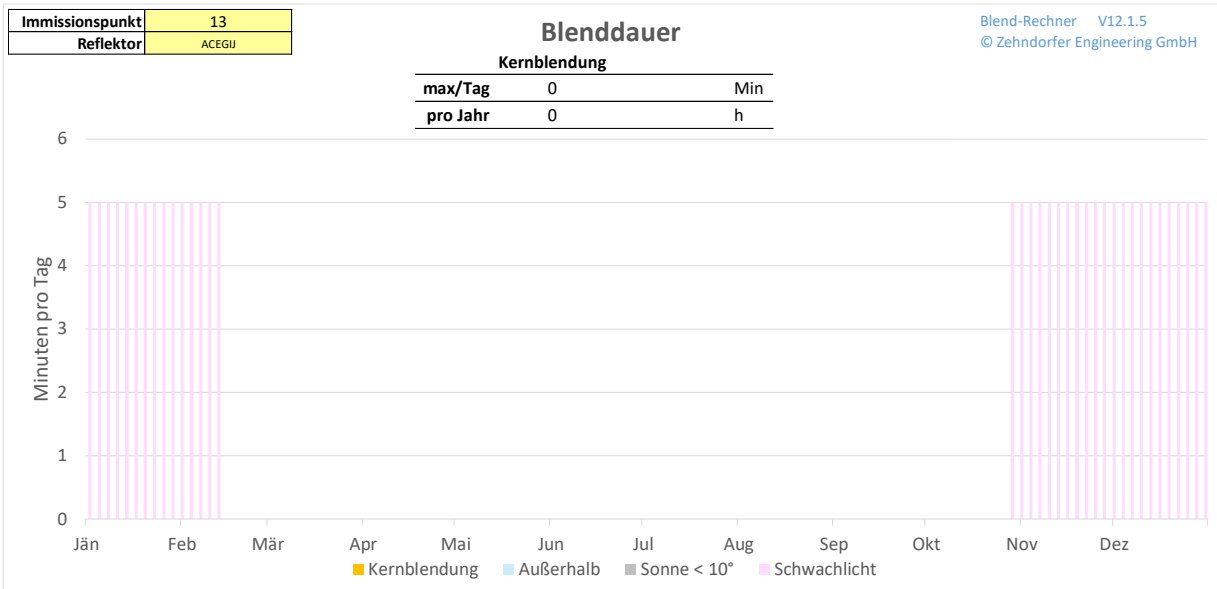 Immissionspunkt 13
Reflektor ACEGIJ
Blenddauer
Blend-Rechner V12.1.5
© Zehndorfer Engineering GmbH
Kernblendung
max/Tag 0 Min
pro Jahr 0 h
Minuten pro Tag
6
5
4
3
2
1
0
Jän Feb Mär Apr Mai Jun Jul Aug Sep Okt Nov Dez
Kernblendung Außerhalb Sonne < 10° Schwachlicht